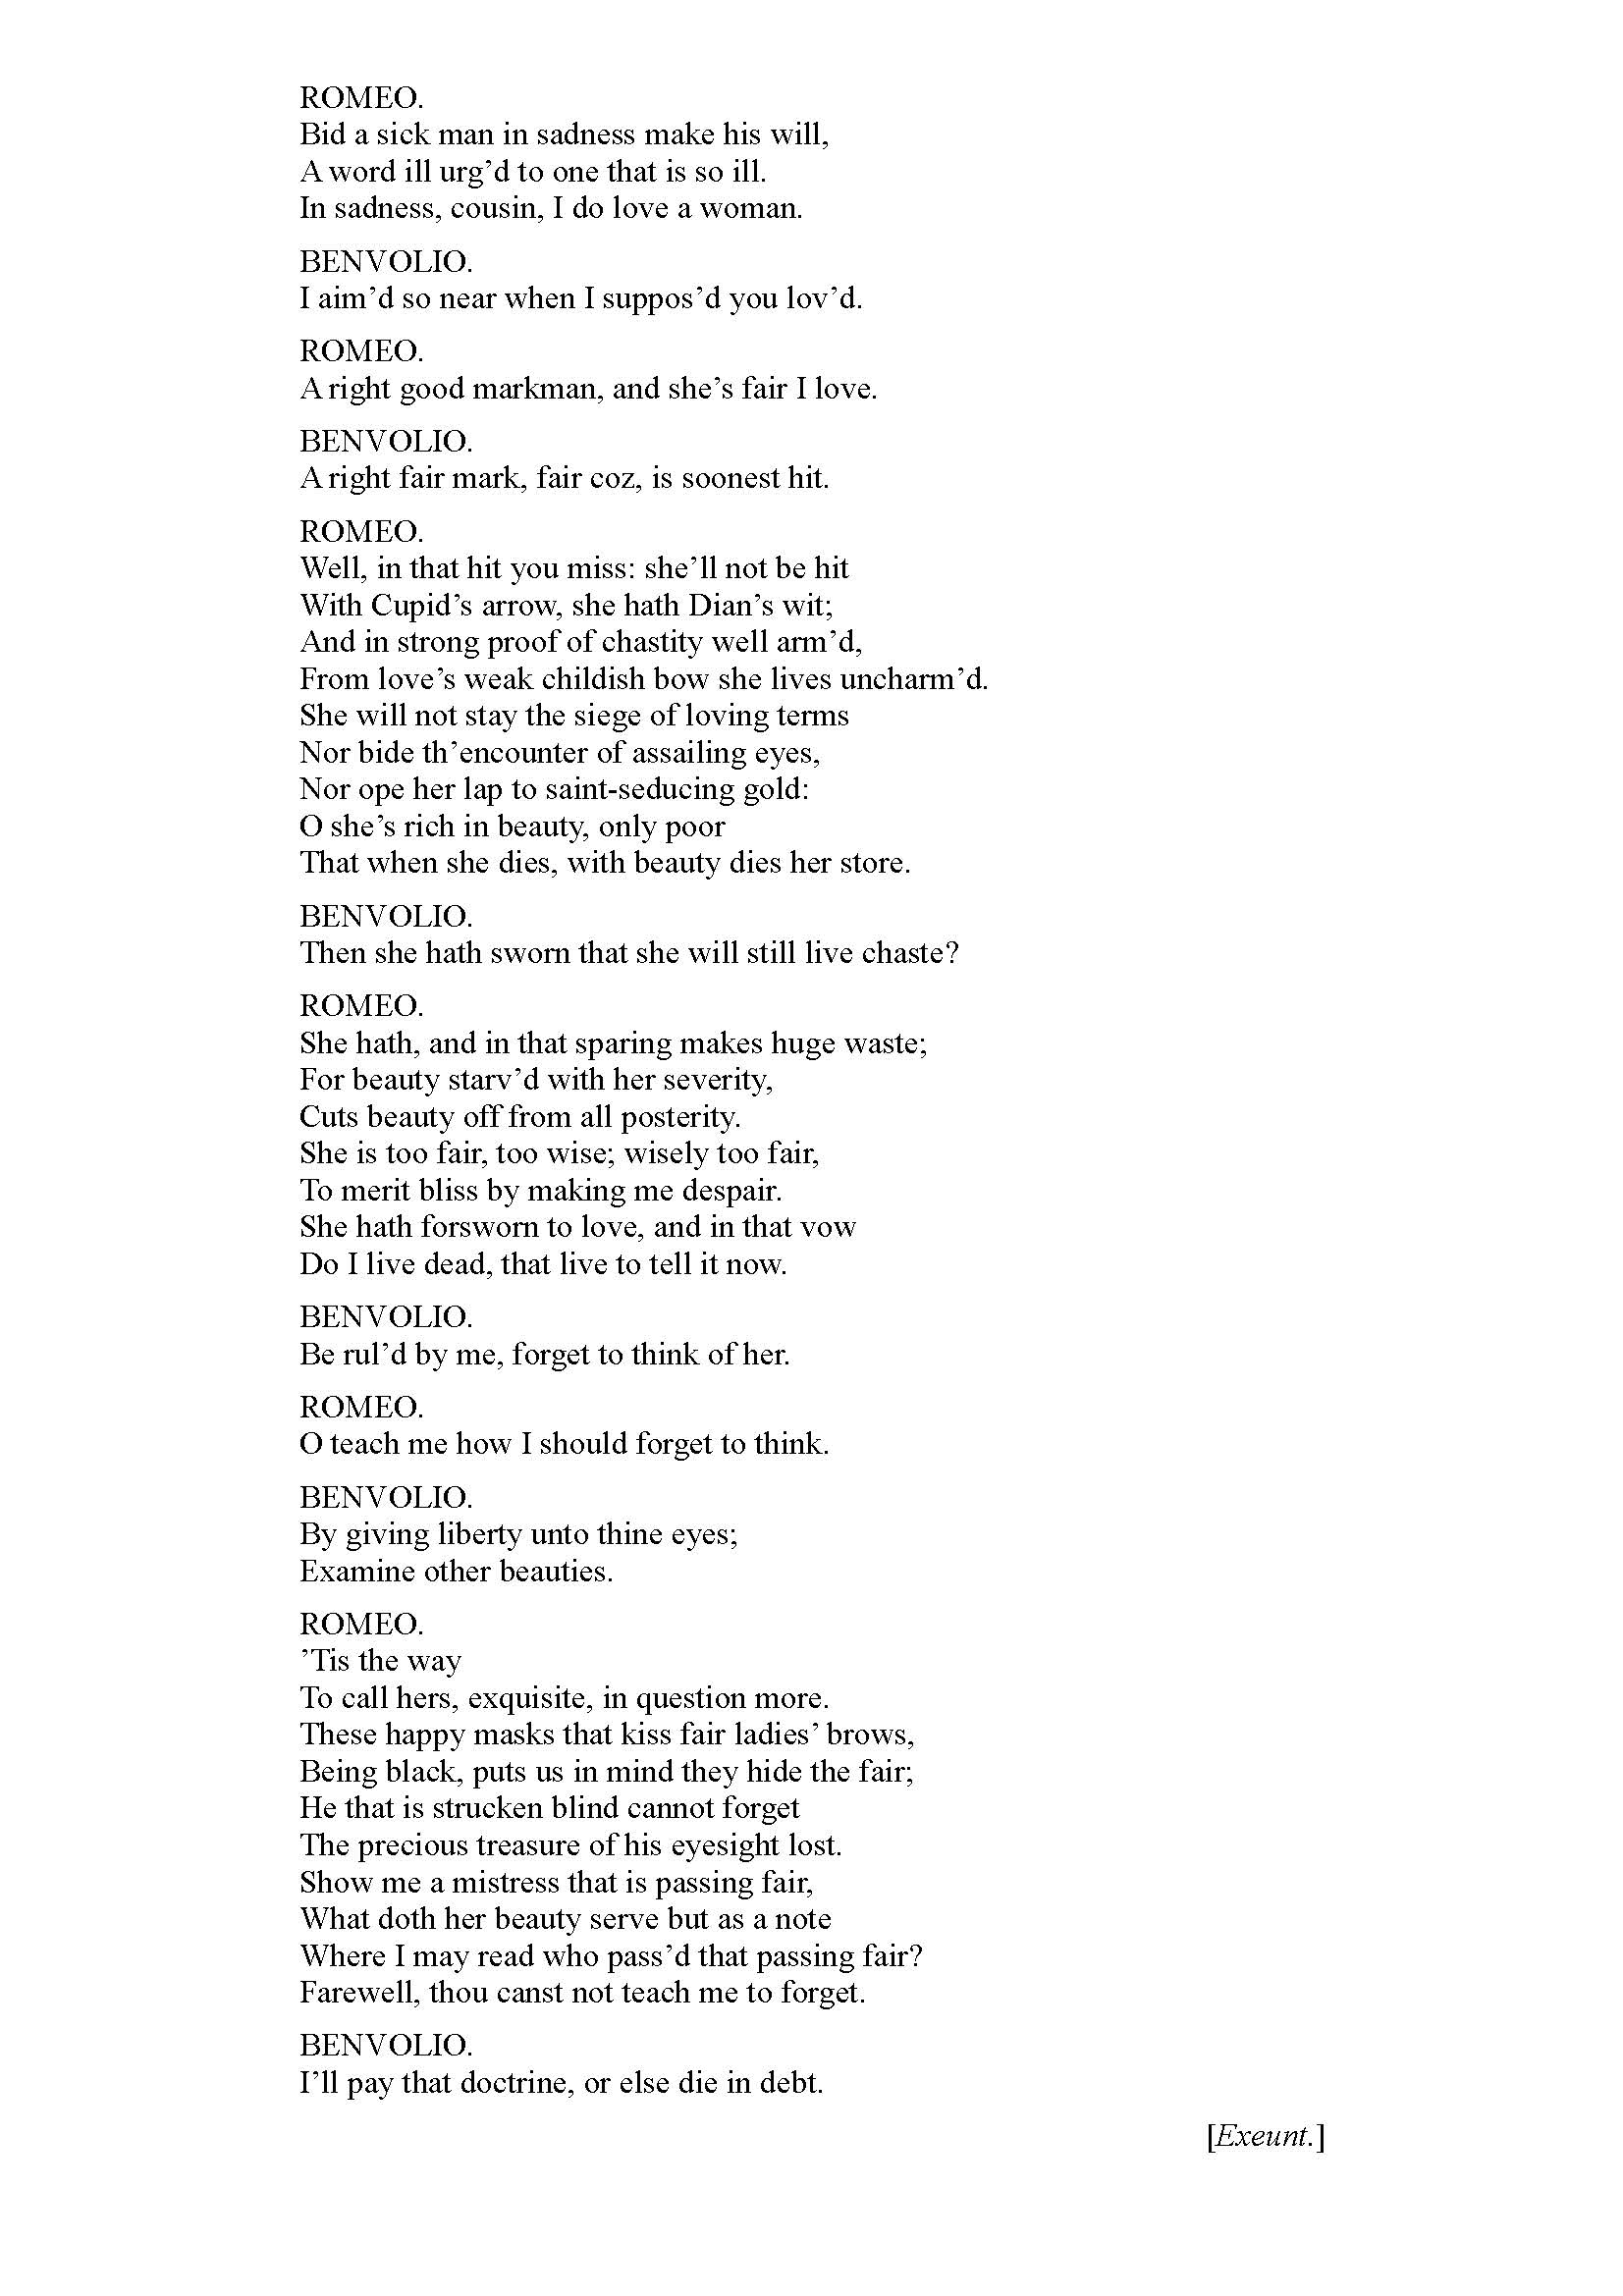 ROMEO.
Bid a sick man in sadness make his will,
A word ill urg’d to one that is so ill.
In sadness, cousin, I do love a woman.
BENVOLIO.
I aim’d so near when I suppos’d you lov’d.
ROMEO.
A right good markman, and she’s fair I love.
BENVOLIO.
A right fair mark, fair coz, is soonest hit.
ROMEO.
Well, in that hit you miss: she’ll not be hit
With Cupid’s arrow, she hath Dian’s wit;
And in strong proof of chastity well arm’d,
From love’s weak childish bow she lives uncharm’d.
She will not stay the siege of loving terms
Nor bide th’encounter of assailing eyes,
Nor ope her lap to saint-seducing gold:
O she’s rich in beauty, only poor
That when she dies, with beauty dies her store.
BENVOLIO.
Then she hath sworn that she will still live chaste?
ROMEO.
She hath, and in that sparing makes huge waste;
For beauty starv’d with her severity,
Cuts beauty off from all posterity.
She is too fair, too wise; wisely too fair,
To merit bliss by making me despair.
She hath forsworn to love, and in that vow
Do I live dead, that live to tell it now.
BENVOLIO.
Be rul’d by me, forget to think of her.
ROMEO.
O teach me how I should forget to think.
BENVOLIO.
By giving liberty unto thine eyes;
Examine other beauties.
ROMEO.
’Tis the way
To call hers, exquisite, in question more.
These happy masks that kiss fair ladies’ brows,
Being black, puts us in mind they hide the fair;
He that is strucken blind cannot forget
The precious treasure of his eyesight lost.
Show me a mistress that is passing fair,
What doth her beauty serve but as a note
Where I may read who pass’d that passing fair?
Farewell, thou canst not teach me to forget.
BENVOLIO.
I’ll pay that doctrine, or else die in debt.
[Exeunt.]